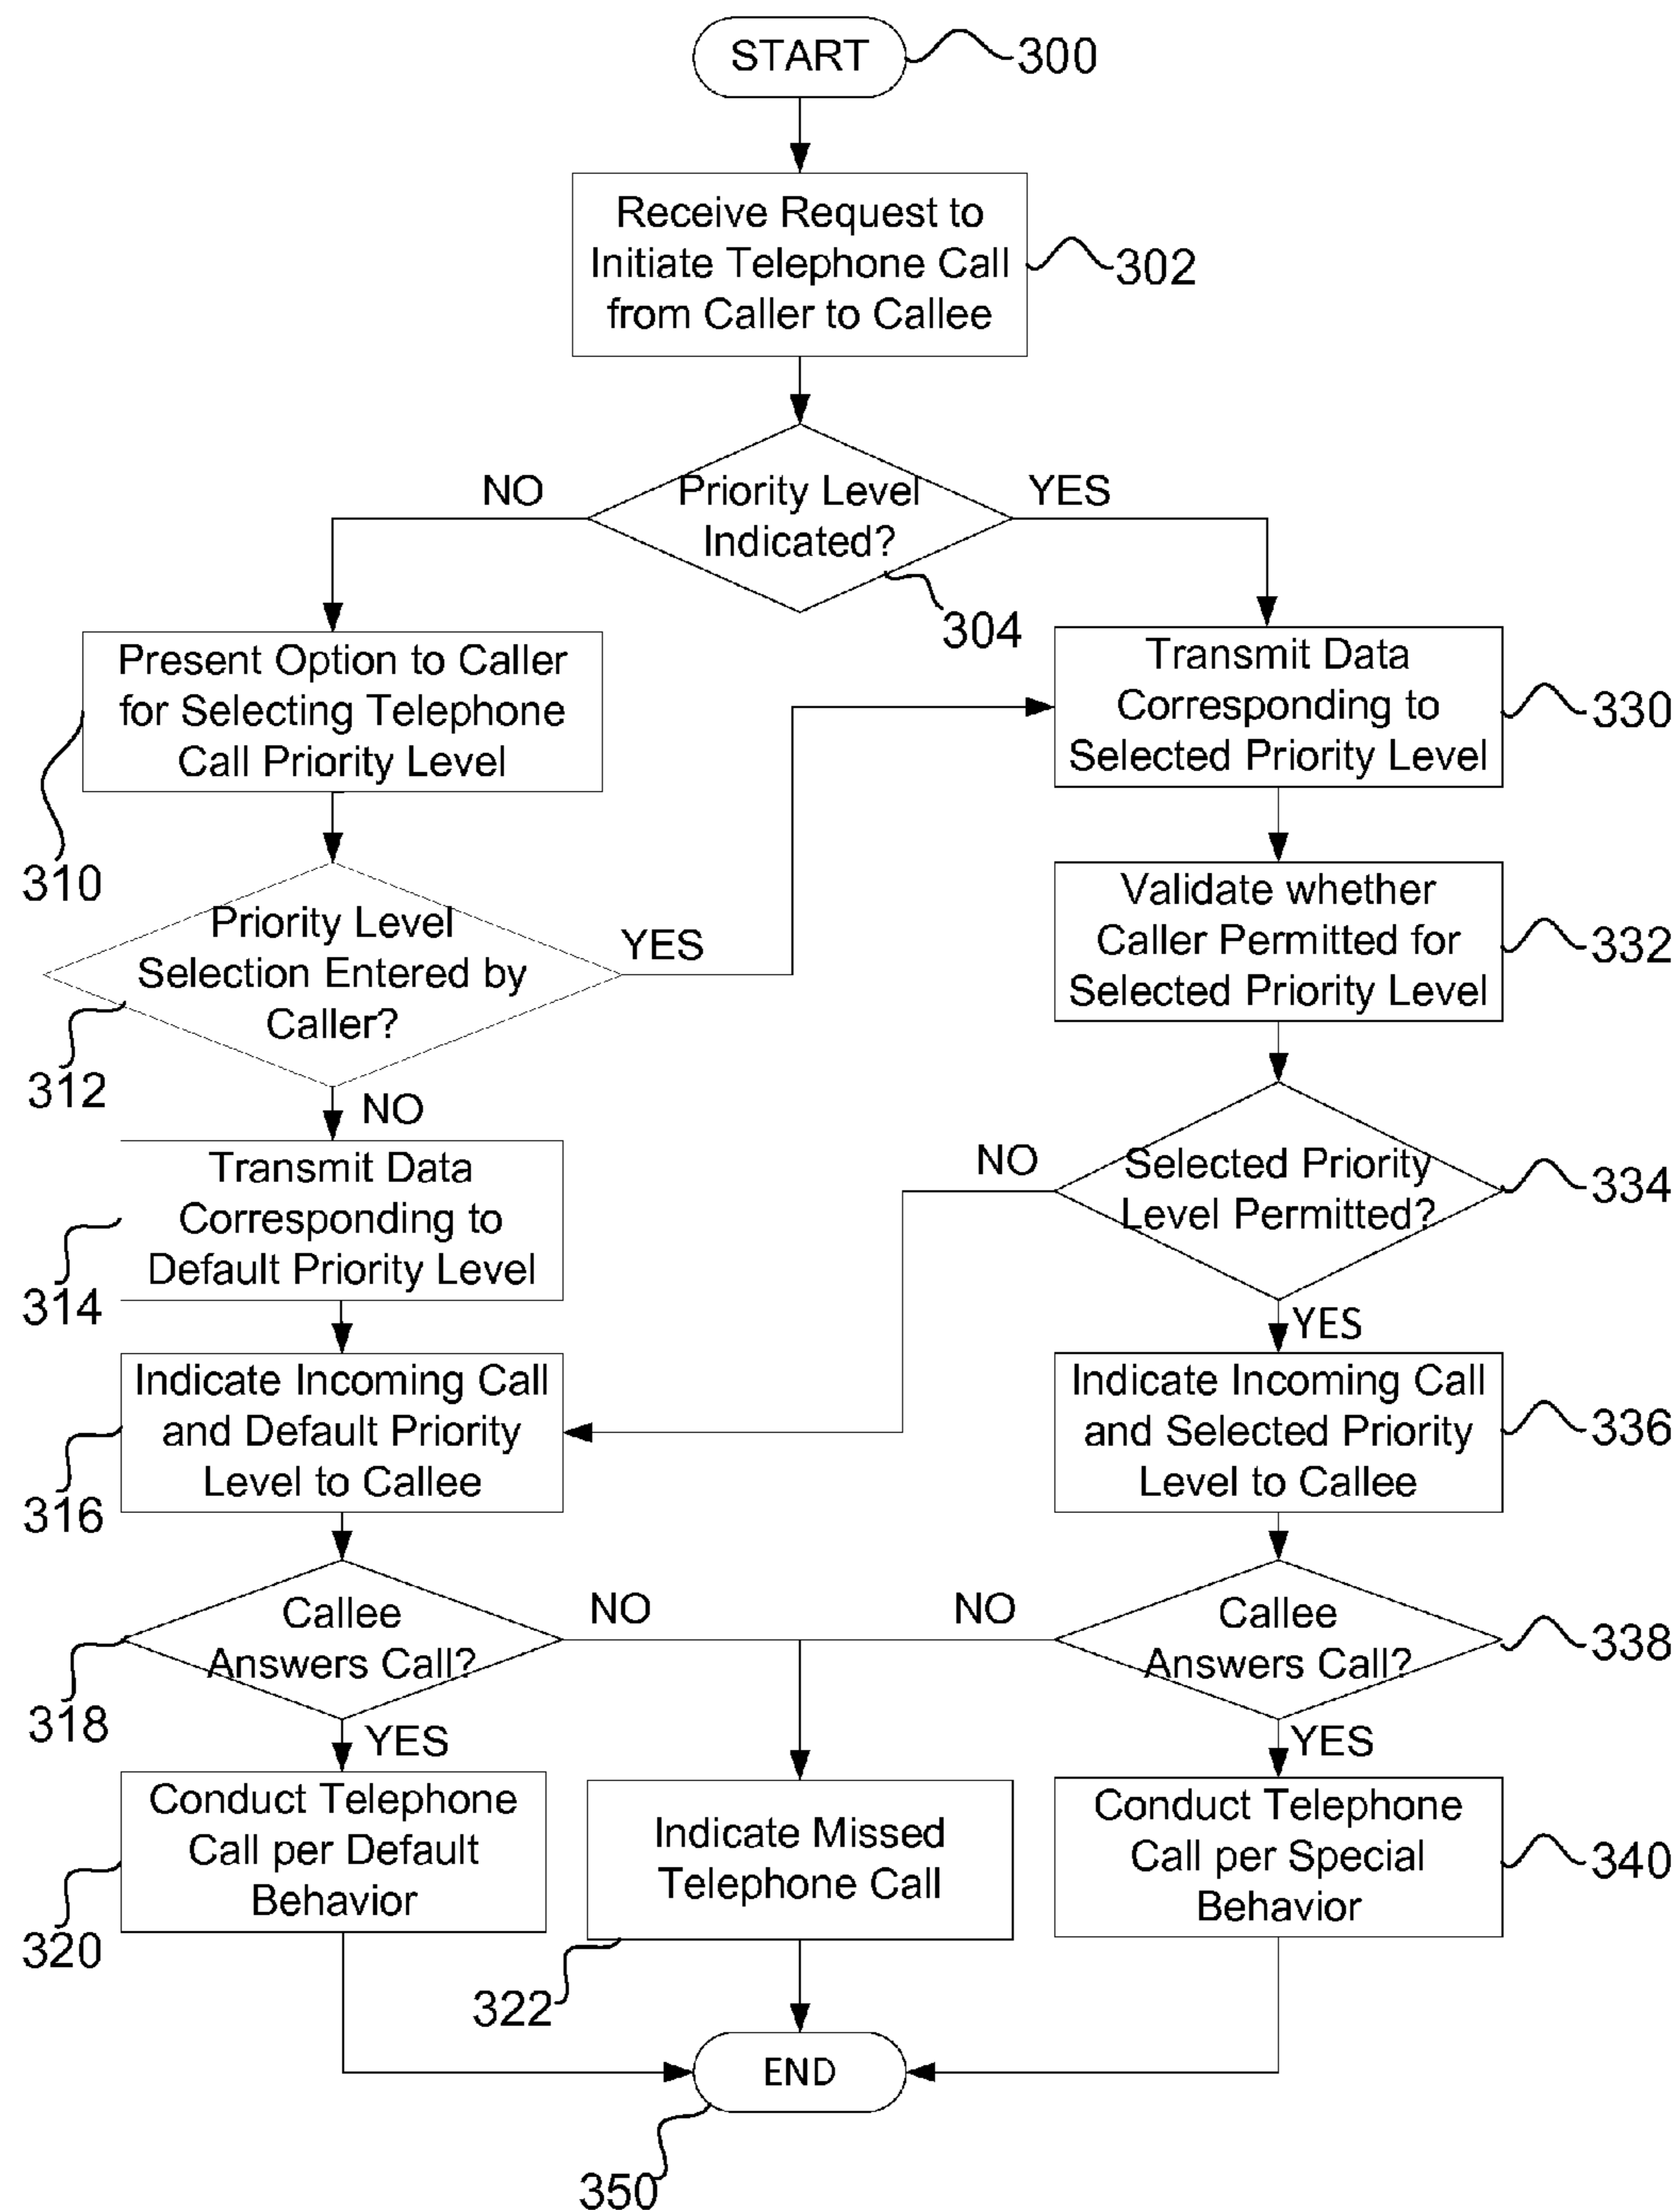 START
300
Receive Request to
Initiate Telephone Call
from Caller to Callee
302
NO
Priority Level
Indicated?
YES
304
Present Option to Caller
for Selecting Telephone
Call Priority Level
310
Transmit Data
Corresponding to
Selected Priority Level
330
Priority Level
Selection Entered by
Caller?
YES
312
NO
Validate whether
Caller Permitted for
Selected Priority Level
332
Transmit Data
Corresponding to
Default Priority Level
314
NO
Selected Priority
Level Permitted?
334
YES
Indicate Incoming Call
and Default Priority
Level to Callee
316
Indicate Incoming Call
and Selected Priority
Level to Callee
336
Callee
Answers Call?
NO
318
YES
NO
Callee
Answers Call?
338
YES
Conduct Telephone
Call per Default
Behavior
320
Indicate Missed
Telephone Call
322
Conduct Telephone
Call per Special
Behavior
340
END
350